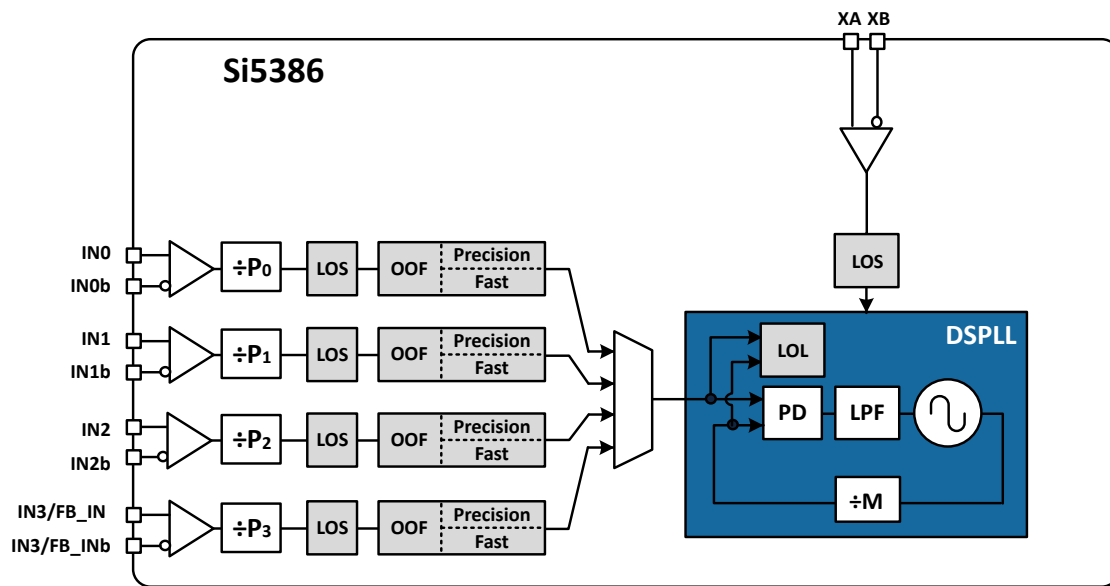 XA XB
Si5386
IN0
IN0b
÷P0
LOS
OOF
Precision
Fast
LOS
IN1
IN1b
÷P1
LOS
OOF
Precision
Fast
DSPLL
LOL
IN2
IN2b
÷P2
LOS
OOF
Precision
Fast
PD
LPF
IN3/FB_IN
IN3/FB_INb
÷P3
LOS
OOF
Precision
Fast
÷M